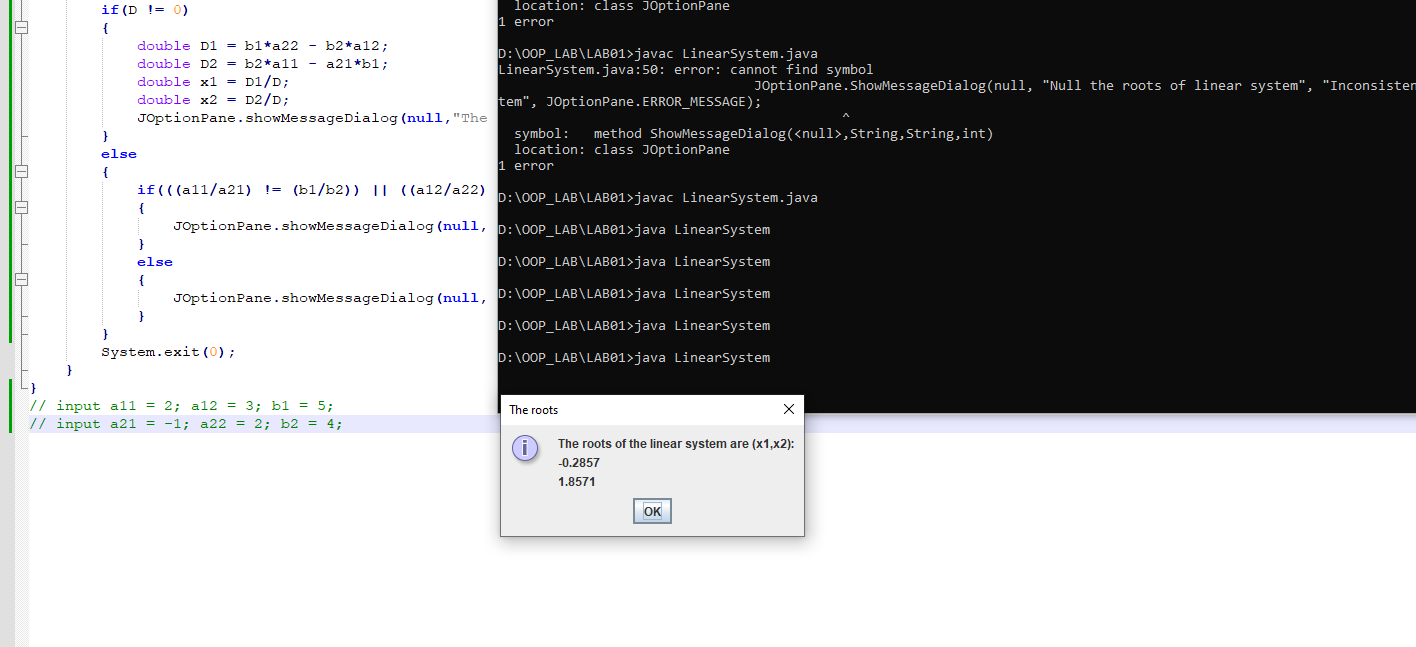 if(D != 0)
{
double D1 = b1*a22 - b2*a12;
double D2 = b2*a11 - a21*b1;
double x1 = D1/D;
double x2 = D2/D;
JOptionPane.showMessageDialog(null,"The
}
else
{
if(((a11/a21) != (b1/b2)) || ((a12/a22)
{
JOptionPane.showMessageDialog(null,
}
else
{
JOptionPane.showMessageDialog(null,
}
}
System.exit(0);
}
}
// input a11 = 2; a12 = 3; b1 = 5;
// input a21 = -1; a22 = 2; b2 = 4;
location: class JOptionPane
1 error
D:\OOP_LAB\LAB01>javac LinearSystem.java
LinearSystem.java:50: error: cannot find symbol
JOptionPane.ShowMessageDialog(null, "Null the roots of linear system", "Inconsisten
tem", JOptionPane.ERROR_MESSAGE);
^
symbol:   method ShowMessageDialog(<null>,String,String,int)
location: class JOptionPane
1 error
D:\OOP_LAB\LAB01>javac LinearSystem.java
D:\OOP_LAB\LAB01>java LinearSystem
D:\OOP_LAB\LAB01>java LinearSystem
D:\OOP_LAB\LAB01>java LinearSystem
D:\OOP_LAB\LAB01>java LinearSystem
D:\OOP_LAB\LAB01>java LinearSystem
The roots
The roots of the linear system are (x1,x2):
-0.2857
1.8571
OK